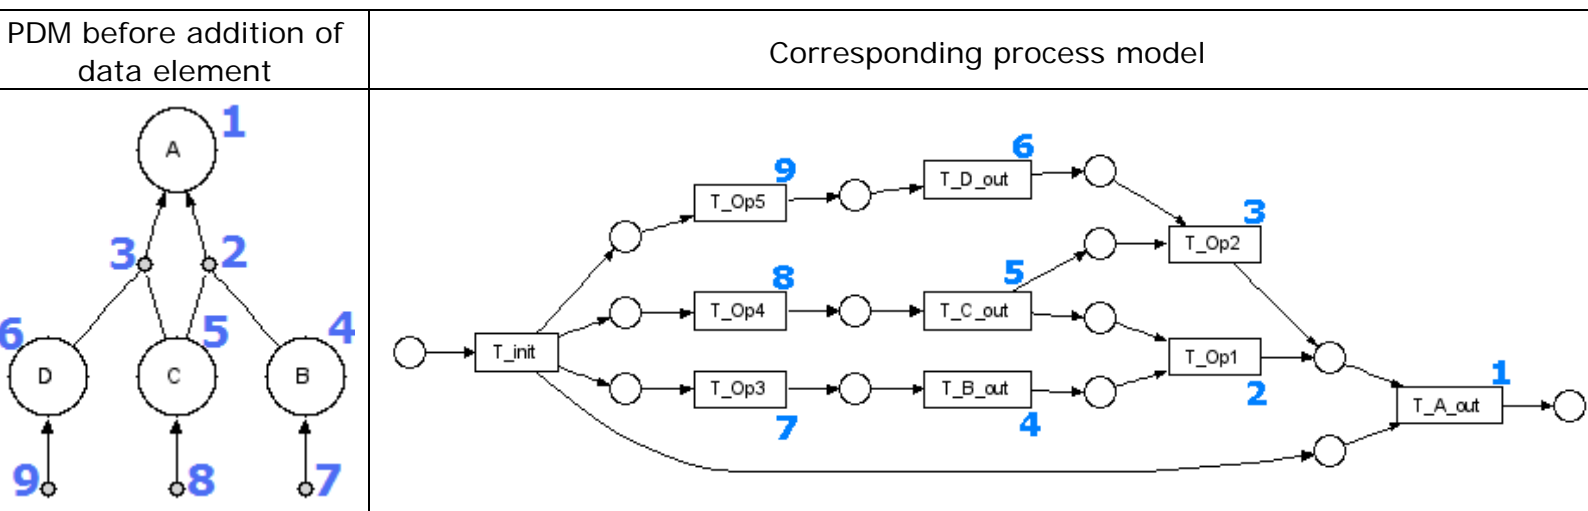 PDM before addition of
data element
Corresponding process model
1
A
3
2
6
5
4
D
C
B
9
8
7
6
9
T_D_out
T_Op5
3
T_Op2
8
5
T_Op4
T_C_out
T_init
T_Op1
2
1
T_Op3
T_B_out
7
4
T_A_out